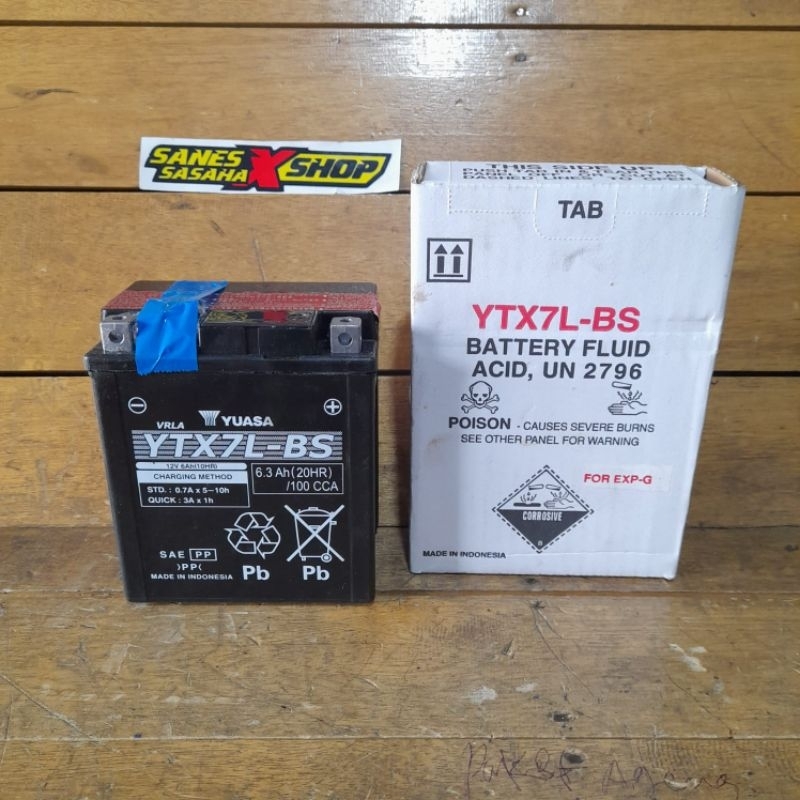 SANES
SASAHA X SHOP
THIS SIDE UP
TAB
YTX7L-BS
BATTERY FLUID
ACID, UN 2796
POISON - CAUSES SEVERE BURNS
SEE OTHER PANEL FOR WARNING
FOR EXP-G
CORROSIVE
8
MADE IN INDONESIA
VRLA YUASA
YTX7L-BS
12V 6Ah(10HR)
CHARGING METHOD
STD. : 0.7A x 5~10h
QUICK : 3A x 1h
6.3 Ah(20HR)
/100 CCA
SAE PP
〉PP〈
MADE IN INDONESIA
Pb
Pb